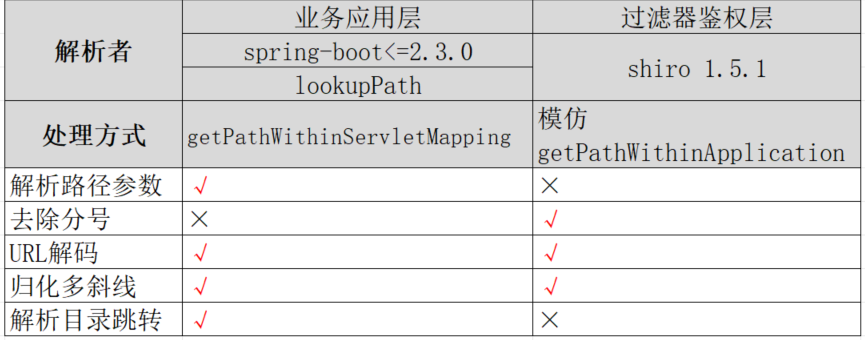 解析者 业务应用层 过滤器鉴权层
spring-boot<=2.3.0 shiro 1.5.1
lookupPath
处理方式 getPathWithinServletMapping 模仿
getPathWithinApplication
解析路径参数 √ ×
去除分号 × √
URL解码 √ √
归化多斜线 √ √
解析目录跳转 √ ×